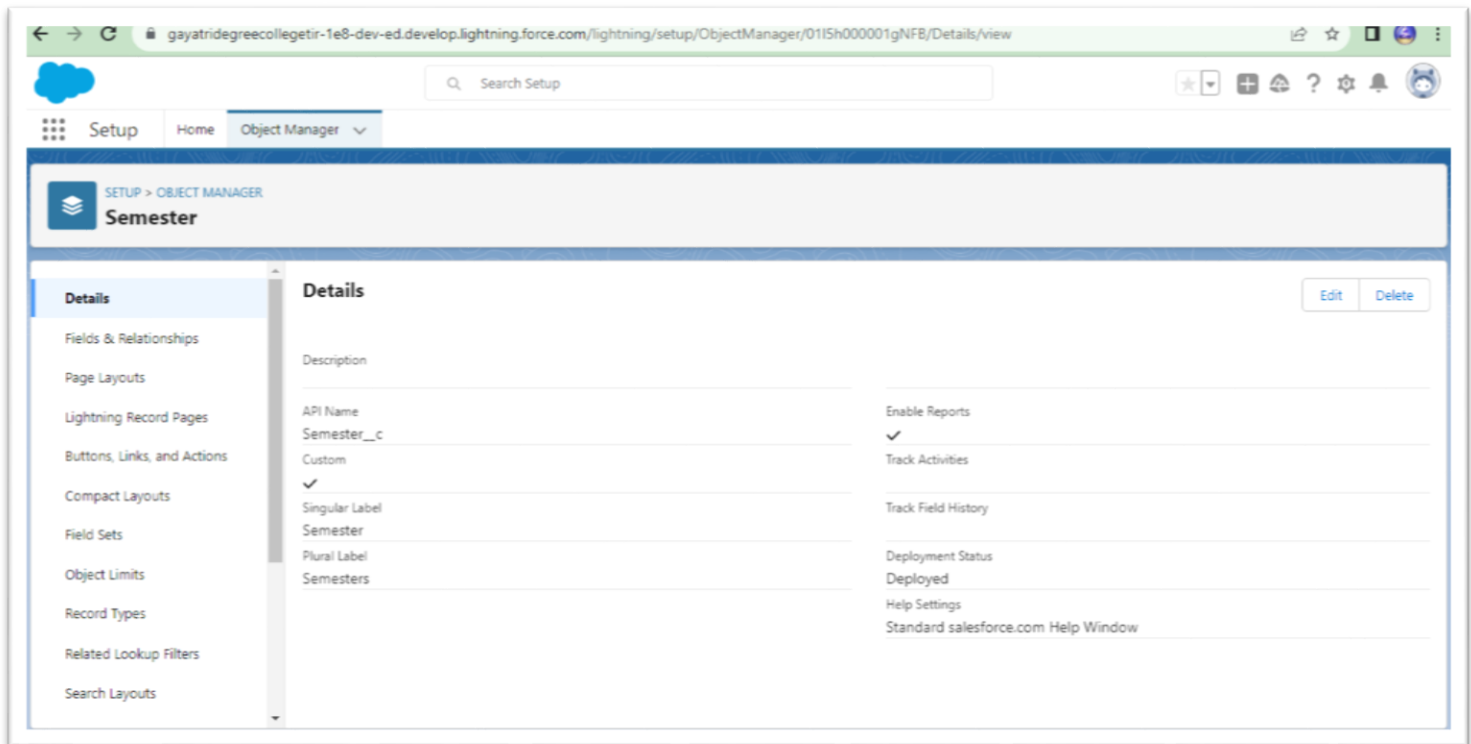 gayatridegreecollegetir-1e8-dev-ed.develop.lightning.force.com/lightning/setup/ObjectManager/01I5h000001gNFB/Details/view
Search Setup
Setup Home Object Manager
SETUP > OBJECT MANAGER
Semester
Details
Fields & Relationships
Page Layouts
Lightning Record Pages
Buttons, Links, and Actions
Compact Layouts
Field Sets
Object Limits
Record Types
Related Lookup Filters
Search Layouts
Details
Edit Delete
Description
API Name
Semester__c
Custom
Singular Label
Semester
Plural Label
Semesters
Enable Reports
Track Activities
Track Field History
Deployment Status
Deployed
Help Settings
Standard salesforce.com Help Window